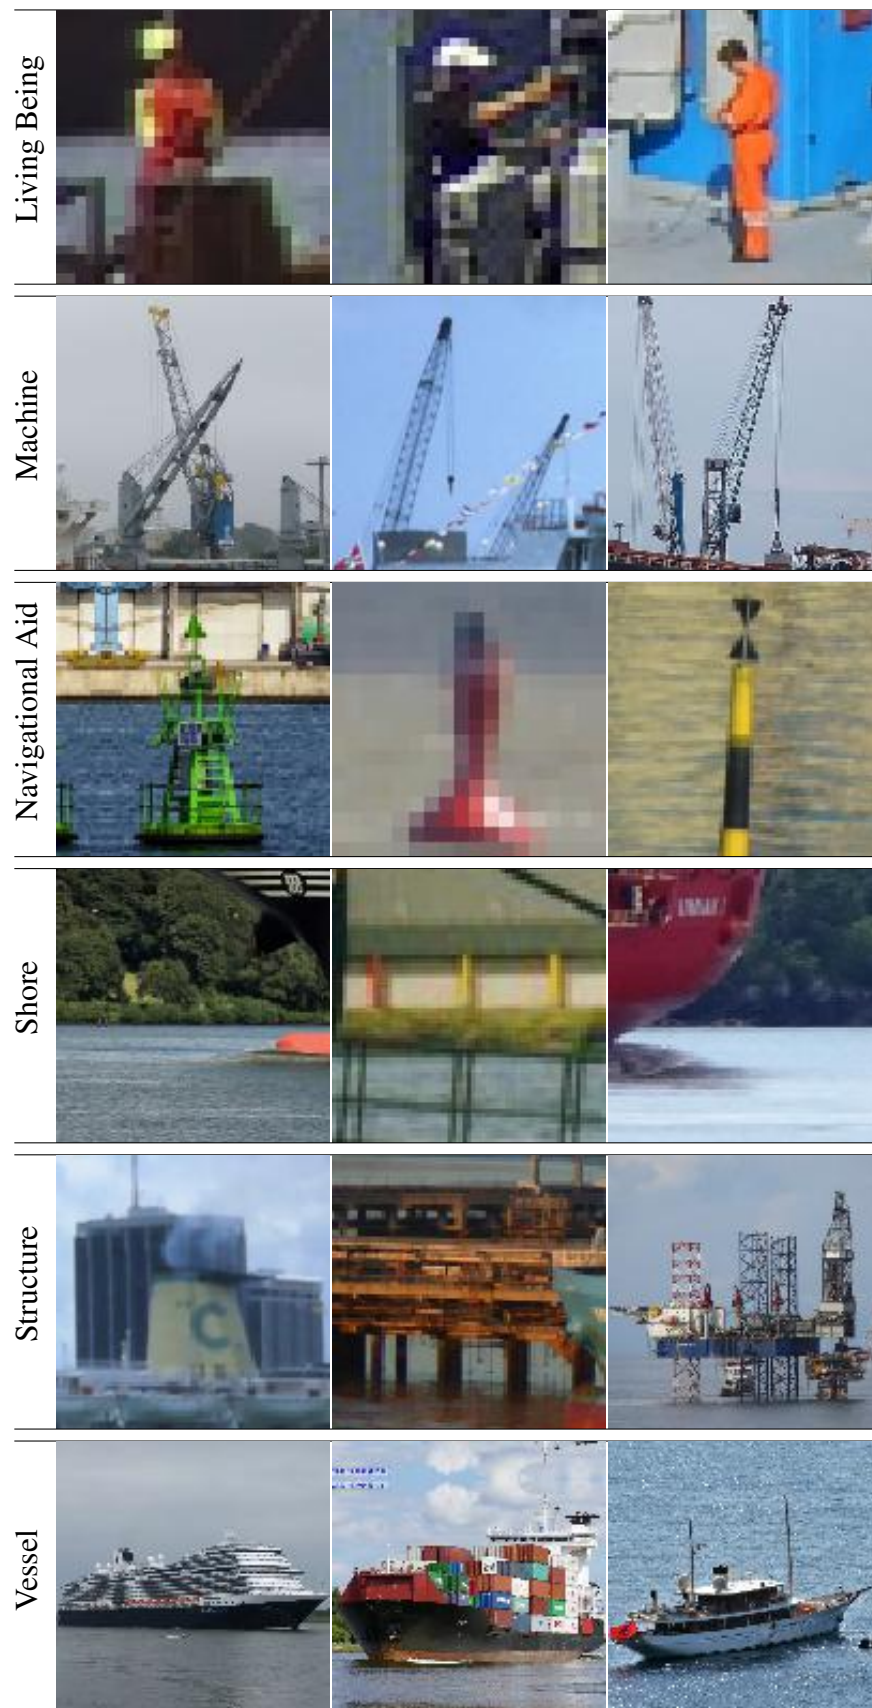 Living Being
Machine
Navigational Aid
Shore
Structure
C
Vessel